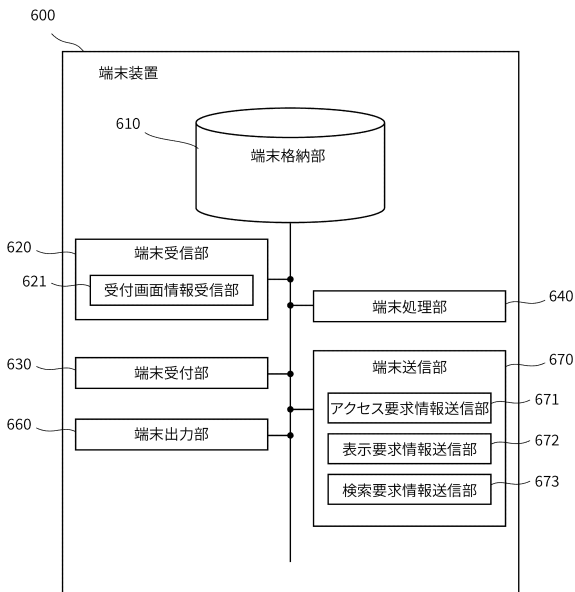 600
端末装置
610
端末格納部
620
端末受信部
621
受付画面情報受信部
640
端末処理部
630
端末受付部
670
端末送信部
671
アクセス要求情報送信部
660
端末出力部
672
表示要求情報送信部
673
検索要求情報送信部